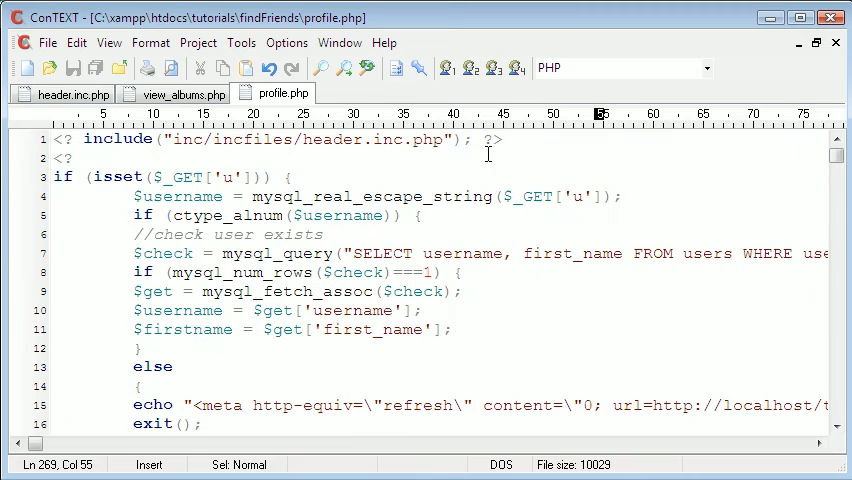 ConTEXT - [C:\xampp\htdocs\tutorials\findFriends\profile.php]
File Edit View Format Project Tools Options Window Help
1 2 3 4 PHP
header.inc.php view_albums.php profile.php
0 5 10 15 20 25 30 35 40 45 50 55 60 65 70 75
1 <? include("inc/incfiles/header.inc.php"); ?>
2 <?
3 if (isset($_GET['u'])) {
4 $username = mysql_real_escape_string($_GET['u']);
5 if (ctype_alnum($username)) {
6 //check user exists
7 $check = mysql_query("SELECT username, first_name FROM users WHERE use
8 if (mysql_num_rows($check)===1) {
9 $get = mysql_fetch_assoc($check);
10 $username = $get['username'];
11 $firstname = $get['first_name'];
12 }
13 else
14 {
15 echo "<meta http-equiv=\"refresh\" content=\"0; url=http://localhost/t
16 exit();
Ln 269, Col 55 Insert Sel: Normal DOS File size: 10029